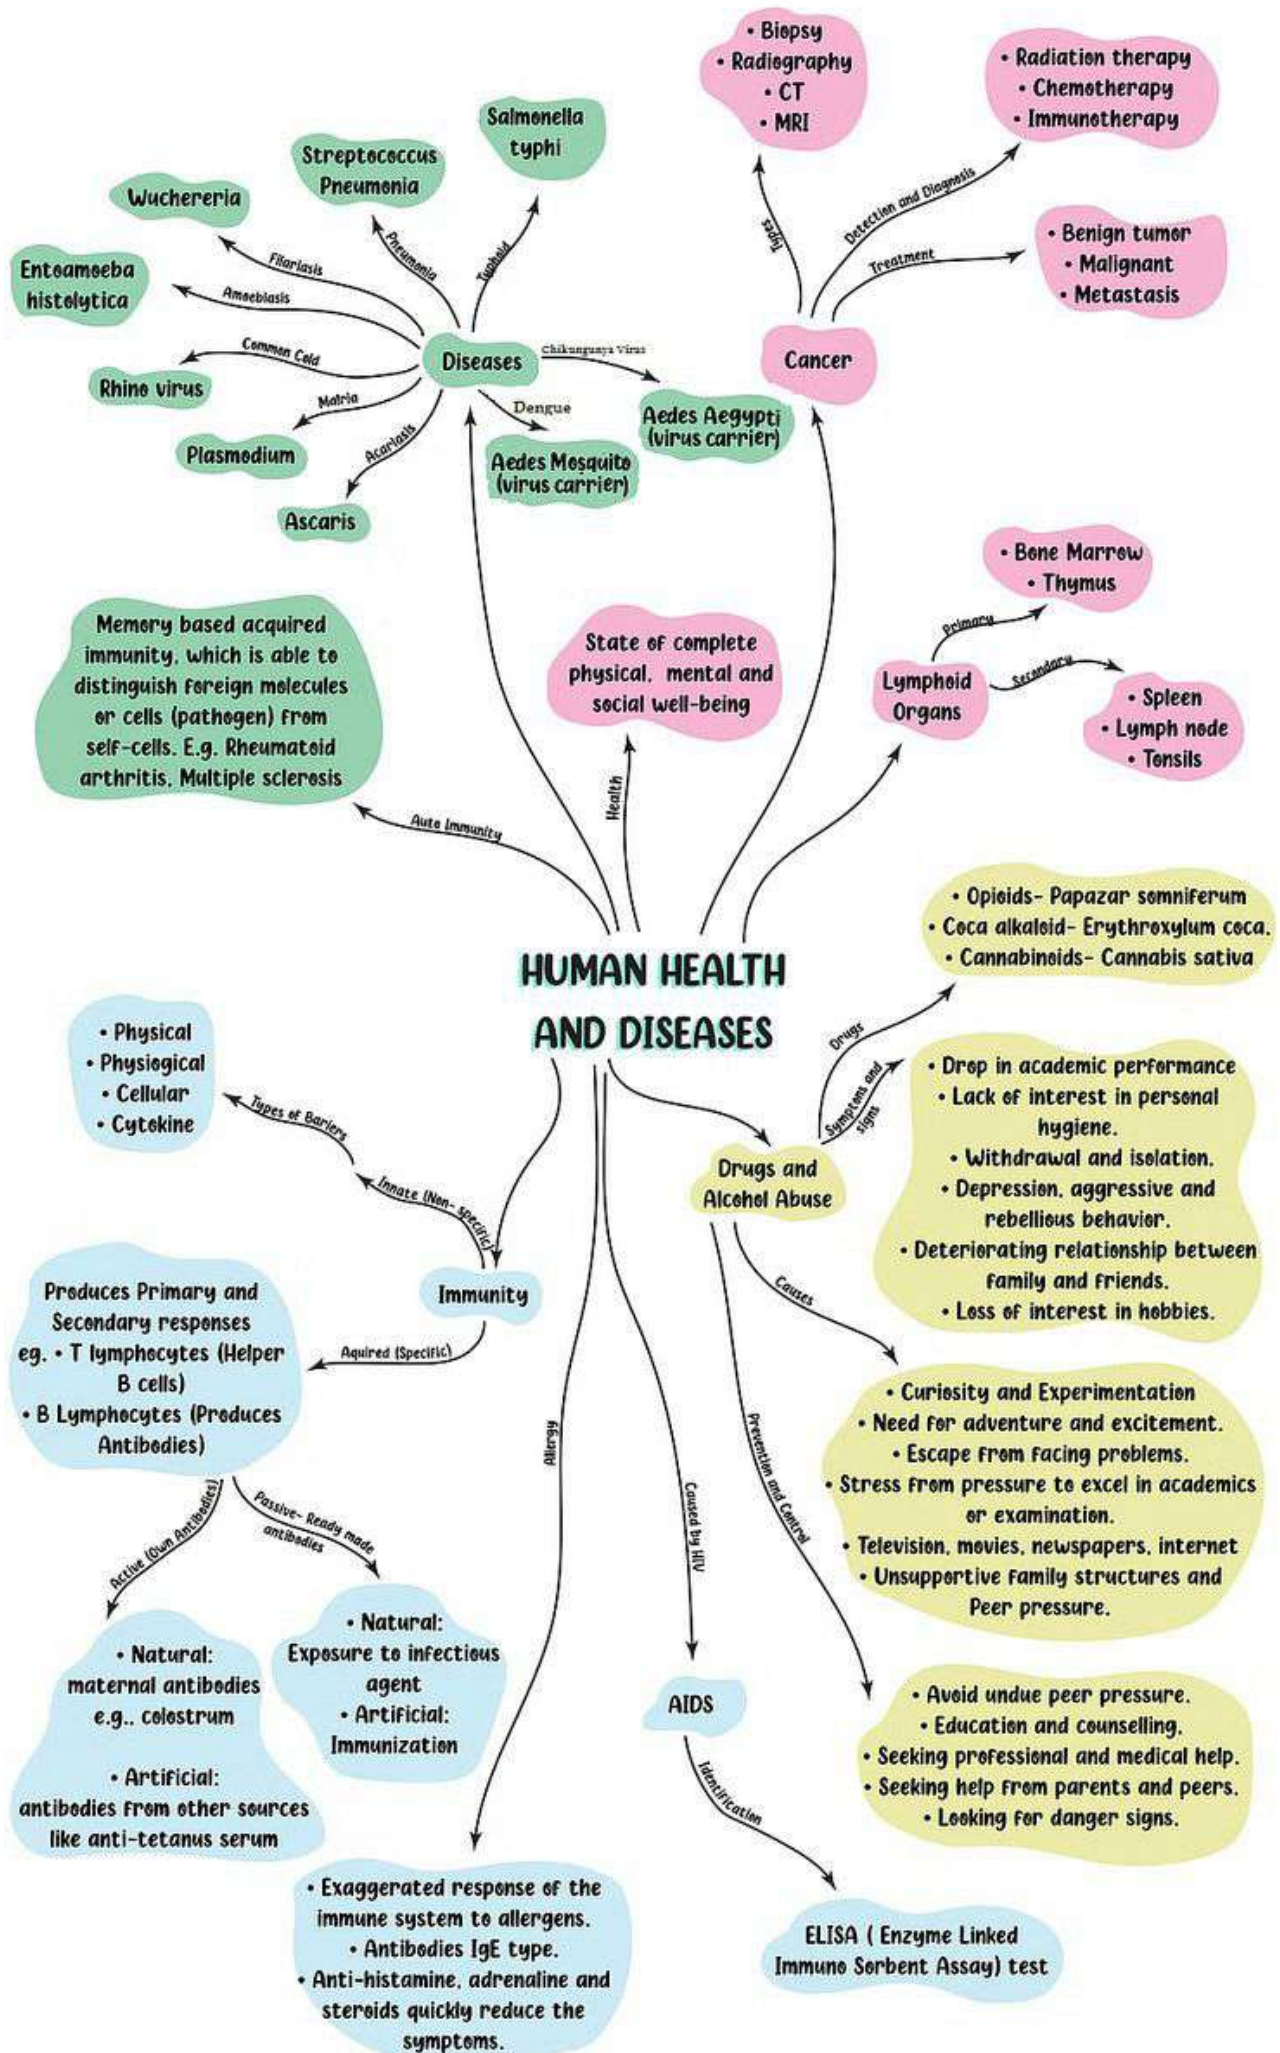 • Biopsy
• Radiography
• CT
• MRI
• Radiation therapy
• Chemotherapy
• Immunotherapy
Types
Detection and Diagnosis
Treatment
• Benign tumor
• Malignant
• Metastasis
Cancer
Salmonella
typhi
Streptococcus
Pneumonia
Wuchereria
Entoamoeba
histolytica
Rhino virus
Plasmodium
Ascaris
Typhoid
Pneumonia
Filariasis
Amoebiasis
Common Cold
Malria
Acariasis
Diseases
Chikungunya Virus
Dengue
Aedes Aegypti
(virus carrier)
Aedes Mosquito
(virus carrier)
• Bone Marrow
• Thymus
Primary
Secondary
Lymphoid
Organs
• Spleen
• Lymph node
• Tonsils
Memory based acquired
immunity, which is able to
distinguish foreign molecules
or cells (pathogen) from
self-cells. E.g. Rheumatoid
arthritis, Multiple sclerosis
Auto Immunity
State of complete
physical, mental and
social well-being
Health
HUMAN HEALTH
AND DISEASES
• Opioids- Papazar somniferum
• Coca alkaloid- Erythroxylum coca.
• Cannabinoids- Cannabis sativa
Drugs
Symptons and
signs
• Drop in academic performance
• Lack of interest in personal
hygiene.
• Withdrawal and isolation.
• Depression, aggressive and
rebellious behavior.
• Deteriorating relationship between
family and friends.
• Loss of interest in hobbies.
Drugs and
Alcohol Abuse
Causes
• Curiosity and Experimentation
• Need for adventure and excitement.
• Escape from facing problems.
• Stress from pressure to excel in academics
or examination.
• Television, movies, newspapers, internet
• Unsupportive family structures and
Peer pressure.
Prevention and Control
• Avoid undue peer pressure.
• Education and counselling.
• Seeking professional and medical help.
• Seeking help from parents and peers.
• Looking for danger signs.
• Physical
• Physiogical
• Cellular
• Cytokine
Types of Bariers
Innate (Non- specific)
Immunity
Aquired (Specific)
Produces Primary and
Secondary responses
eg. • T lymphocytes (Helper
B cells)
• B Lymphocytes (Produces
Antibodies)
Active (Own Antibodies)
Passive- Ready made
antibodies
• Natural:
maternal antibodies
e.g., colostrum
• Artificial:
antibodies from other sources
like anti-tetanus serum
• Natural:
Exposure to infectious
agent
• Artificial:
Immunization
Allergy
• Exaggerated response of the
immune system to allergens.
• Antibodies IgE type.
• Anti-histamine, adrenaline and
steroids quickly reduce the
symptoms.
Caused by HIV
AIDS
Identification
ELISA ( Enzyme Linked
Immuno Sorbent Assay) test